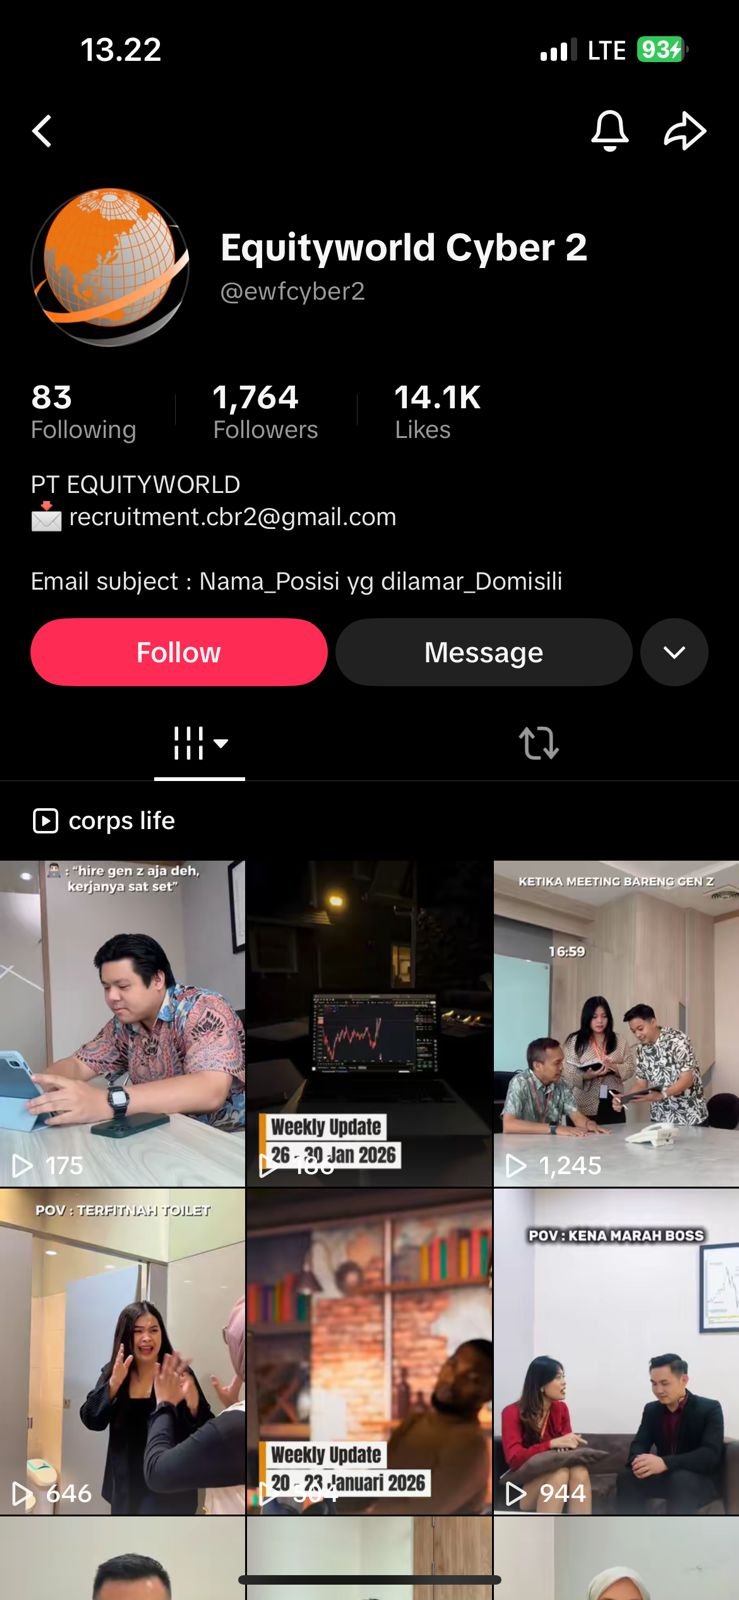 13.22
LTE 93
Equityworld Cyber 2
@ewfcyber2
83
Following
1,764
Followers
14.1K
Likes
PT EQUITYWORLD
recruitment.cbr2@gmail.com
Email subject : Nama_Posisi yg dilamar_Domisili
Follow
Message
corps life
: "hire gen z aja deh,
kerjanya sat set"
175
Weekly Update
26 - 30 Jan 2026
KETIKA MEETING BARENG GEN Z
16:59
1,245
POV : TERFITNAH TOILET
646
Weekly Update
20 - 23 Januari 2026
POV : KENA MARAH BOSS
944